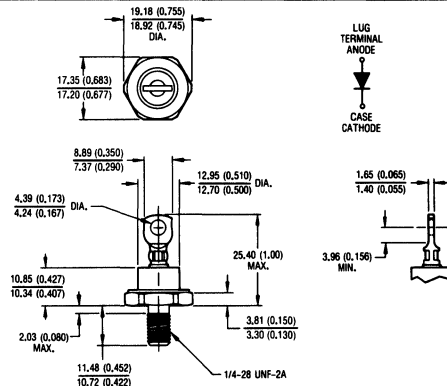 19.18 (0.755)
18.92 (0.745)
DIA.
LUG
TERMINAL
ANODE
CASE
CATHODE
17.35 (0.683)
17.20 (0.677)
8.89 (0.350)
7.37 (0.290)
12.95 (0.510)
12.70 (0.500) DIA.
1.65 (0.065)
1.40 (0.055)
4.39 (0.173)
4.24 (0.167) DIA.
25.40 (1.00)
MAX.
3.96 (0.156)
MIN.
10.85 (0.427)
10.34 (0.407)
3.81 (0.150)
3.30 (0.130)
2.03 (0.080)
MAX.
11.48 (0.452)
10.72 (0.422)
1/4-28 UNF-2A